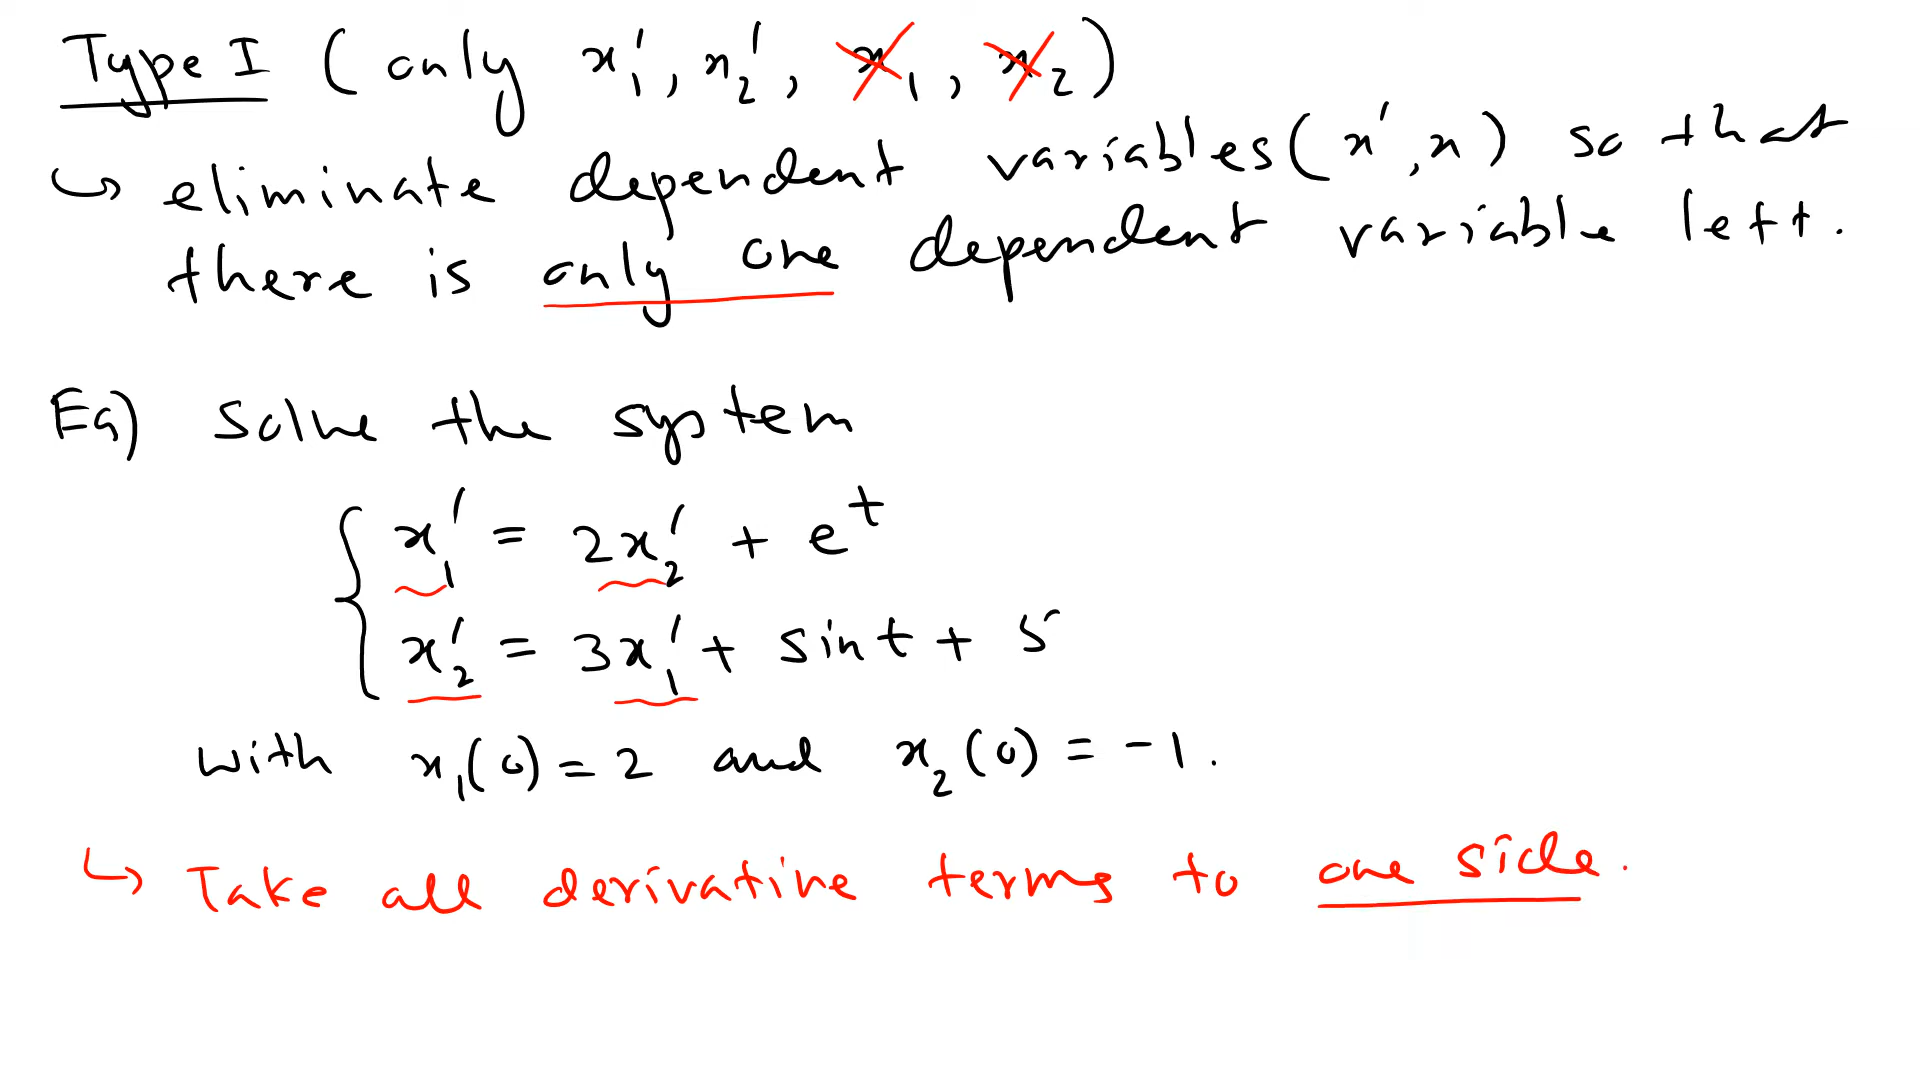 Type I (only x₁', x₂', x₁, x₂)
↪ eliminate dependent variables (x', x) so that
there is only one dependent variable left.
Eg) Solve the system
x₁' = 2x₂' + eᵗ
x₂' = 3x₁' + sint + 5
with x₁(0) = 2 and x₂(0) = -1.
↪ Take all derivative terms to one side.